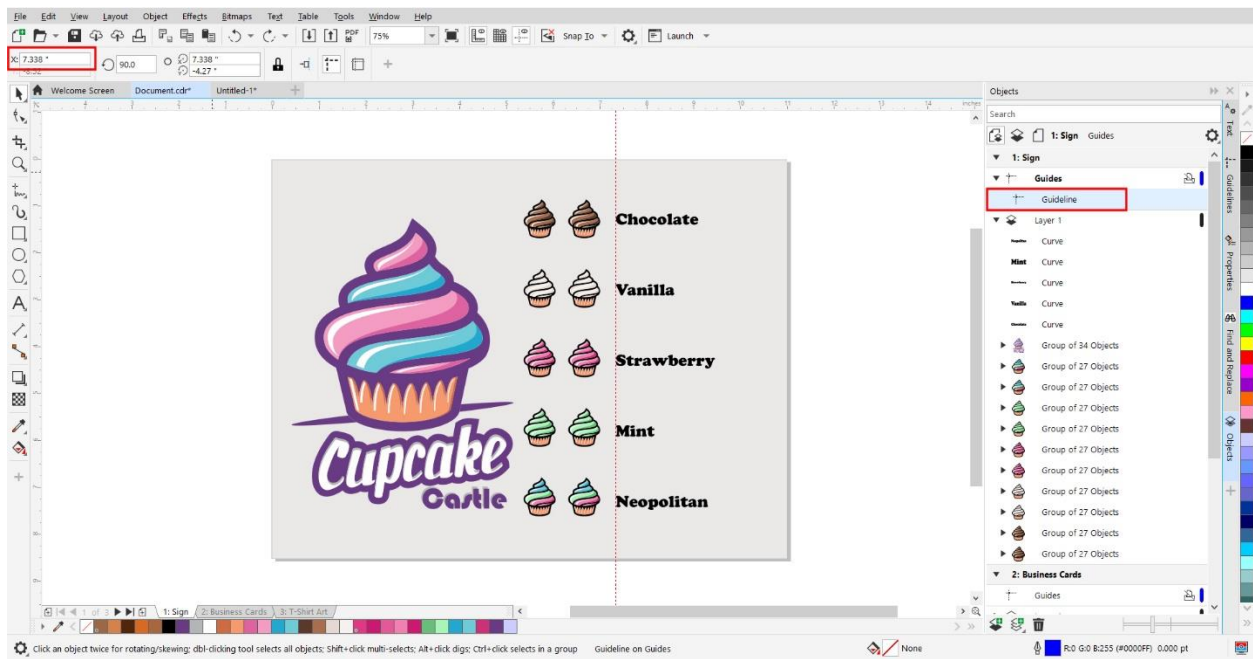 File Edit View Layout Object Effects Bitmaps Text Table Tools Window Help
PDF 75% Snap To Launch
X: 7.338 " 90.0 7.338 "
-4.27 "
Welcome Screen Document.cdr* Untitled-1* Objects
inches
Search
1: Sign Guides
1: Sign
Guides
Guideline
Layer 1
Curve
Mint Curve
Curve
Vanilla Curve
Curve
Group of 34 Objects
Group of 27 Objects
Group of 27 Objects
Group of 27 Objects
Group of 27 Objects
Group of 27 Objects
Group of 27 Objects
Group of 27 Objects
Group of 27 Objects
Group of 27 Objects
Group of 27 Objects
2: Business Cards
Guides
Chocolate
Vanilla
Strawberry
Mint
Neopolitan
Cupcake
Castle
Text
Guidelines
Properties
Find and Replace
Objects
1 of 3 1: Sign 2: Business Cards 3: T-Shirt Art
Click an object twice for rotating/skewing; dbl-clicking tool selects all objects; Shift+click multi-selects; Alt+click digs; Ctrl+click selects in a group Guideline on Guides None R:0 G:0 B:255 (#0000FF) 0.000 pt